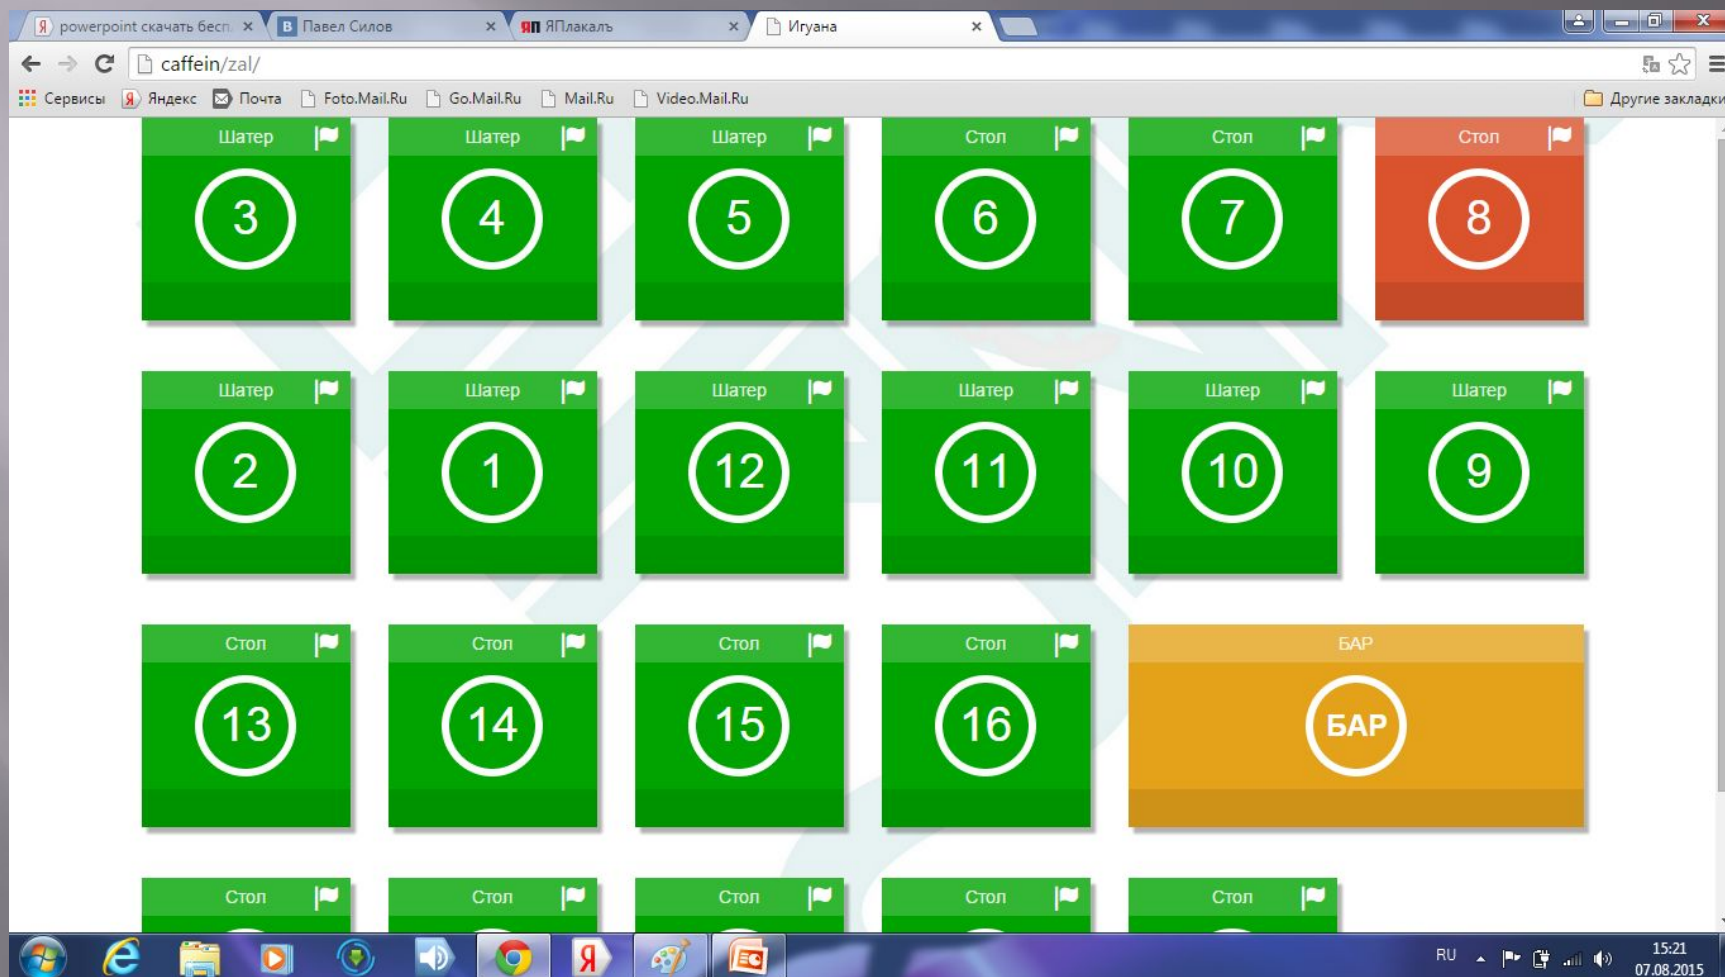 powerpoint скачать бесп
Павел Силов
ЯПлакалъ
Игуана
caffein/zal/
Сервисы Яндекс Почта Foto.Mail.Ru Go.Mail.Ru Mail.Ru Video.Mail.Ru Другие закладки
Шатер Шатер Шатер Стол Стол Стол
3 4 5 6 7 8
Шатер Шатер Шатер Шатер Шатер Шатер
2 1 12 11 10 9
Стол Стол Стол Стол БАР
13 14 15 16 БАР
Стол Стол Стол Стол Стол
RU 15:21
07.08.2015